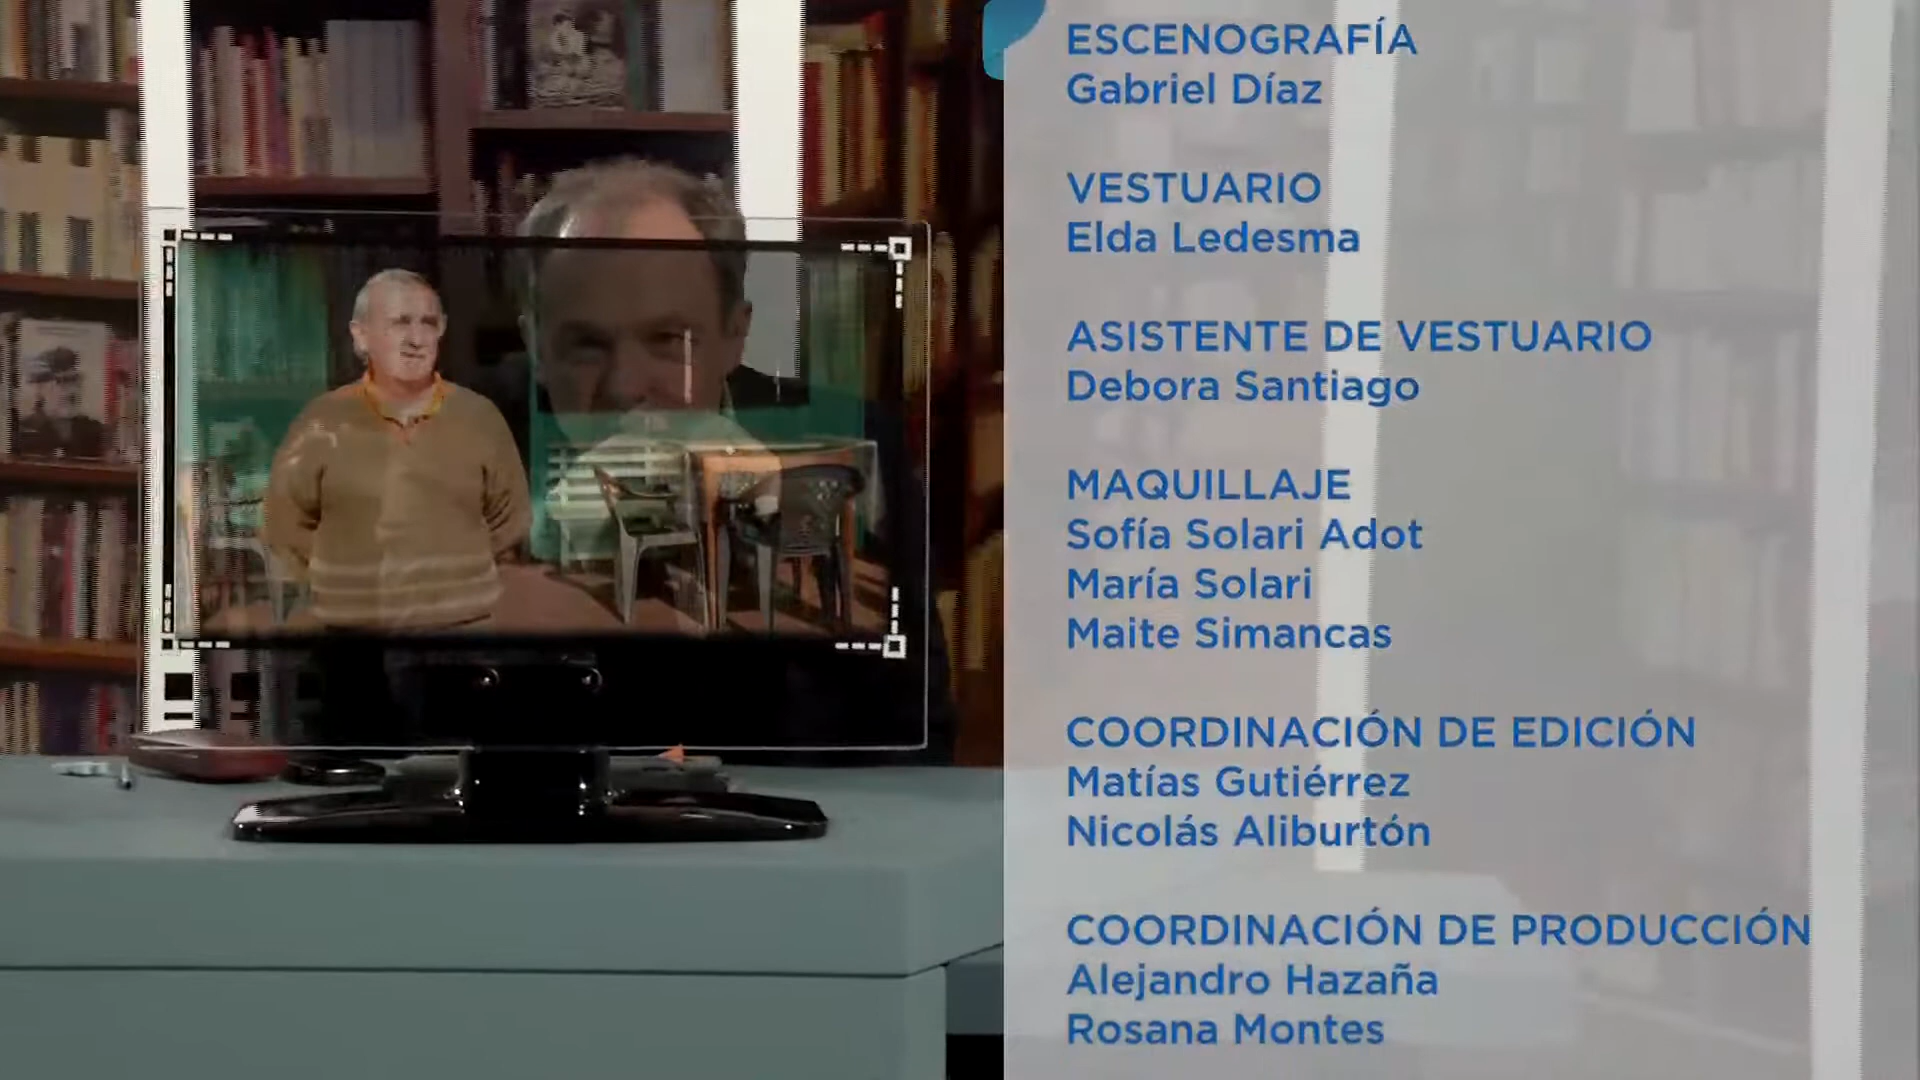 ESCENOGRAFÍA
Gabriel Díaz
VESTUARIO
Elda Ledesma
ASISTENTE DE VESTUARIO
Debora Santiago
MAQUILLAJE
Sofía Solari Adot
María Solari
Maite Simancas
COORDINACIÓN DE EDICIÓN
Matías Gutiérrez
Nicolás Aliburtón
COORDINACIÓN DE PRODUCCIÓN
Alejandro Hazaña
Rosana Montes